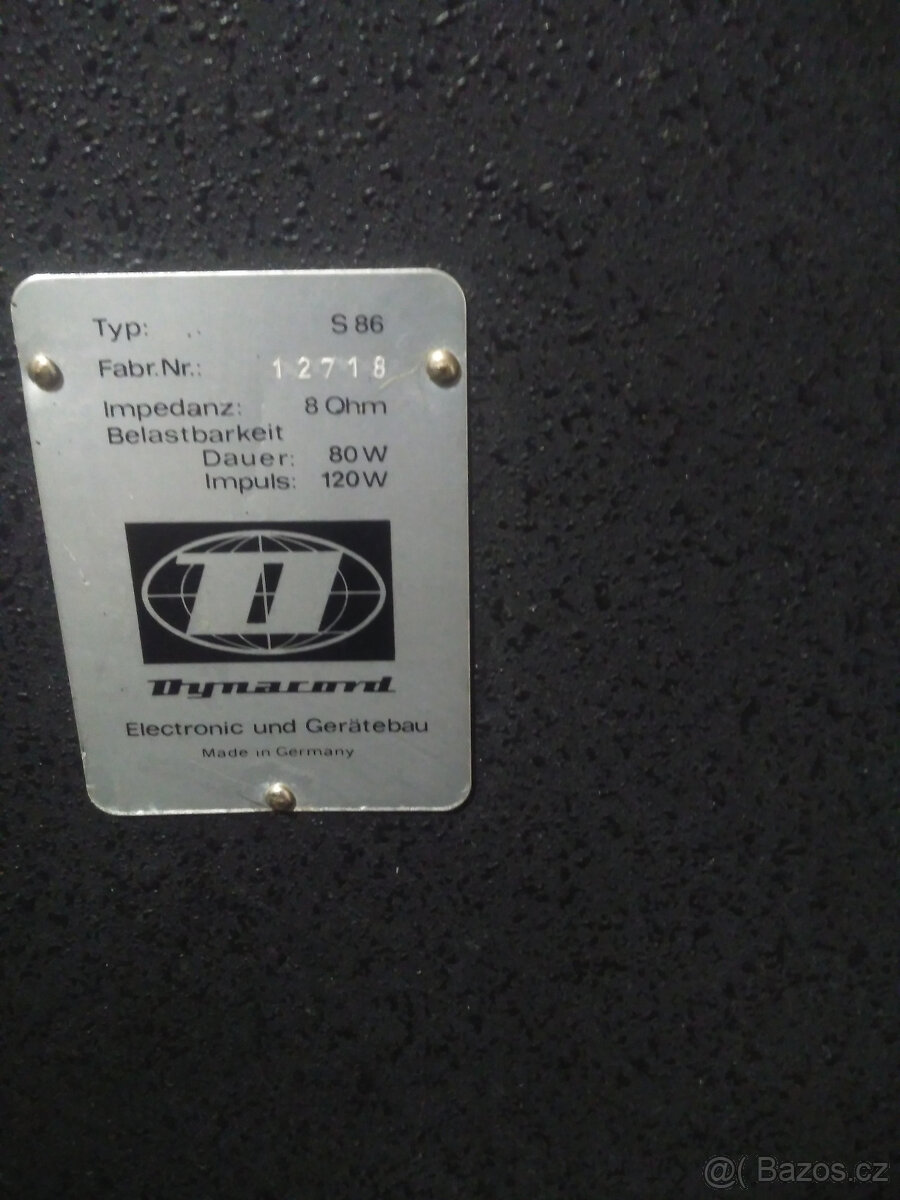 Typ: S 86
Fabr.Nr.: 12718
Impedanz: 8 Ohm
Belastbarkeit
Dauer: 80 W
Impuls: 120 W
D
Dynacord
Electronic und Gerätebau
Made in Germany
@( Bazos.cz